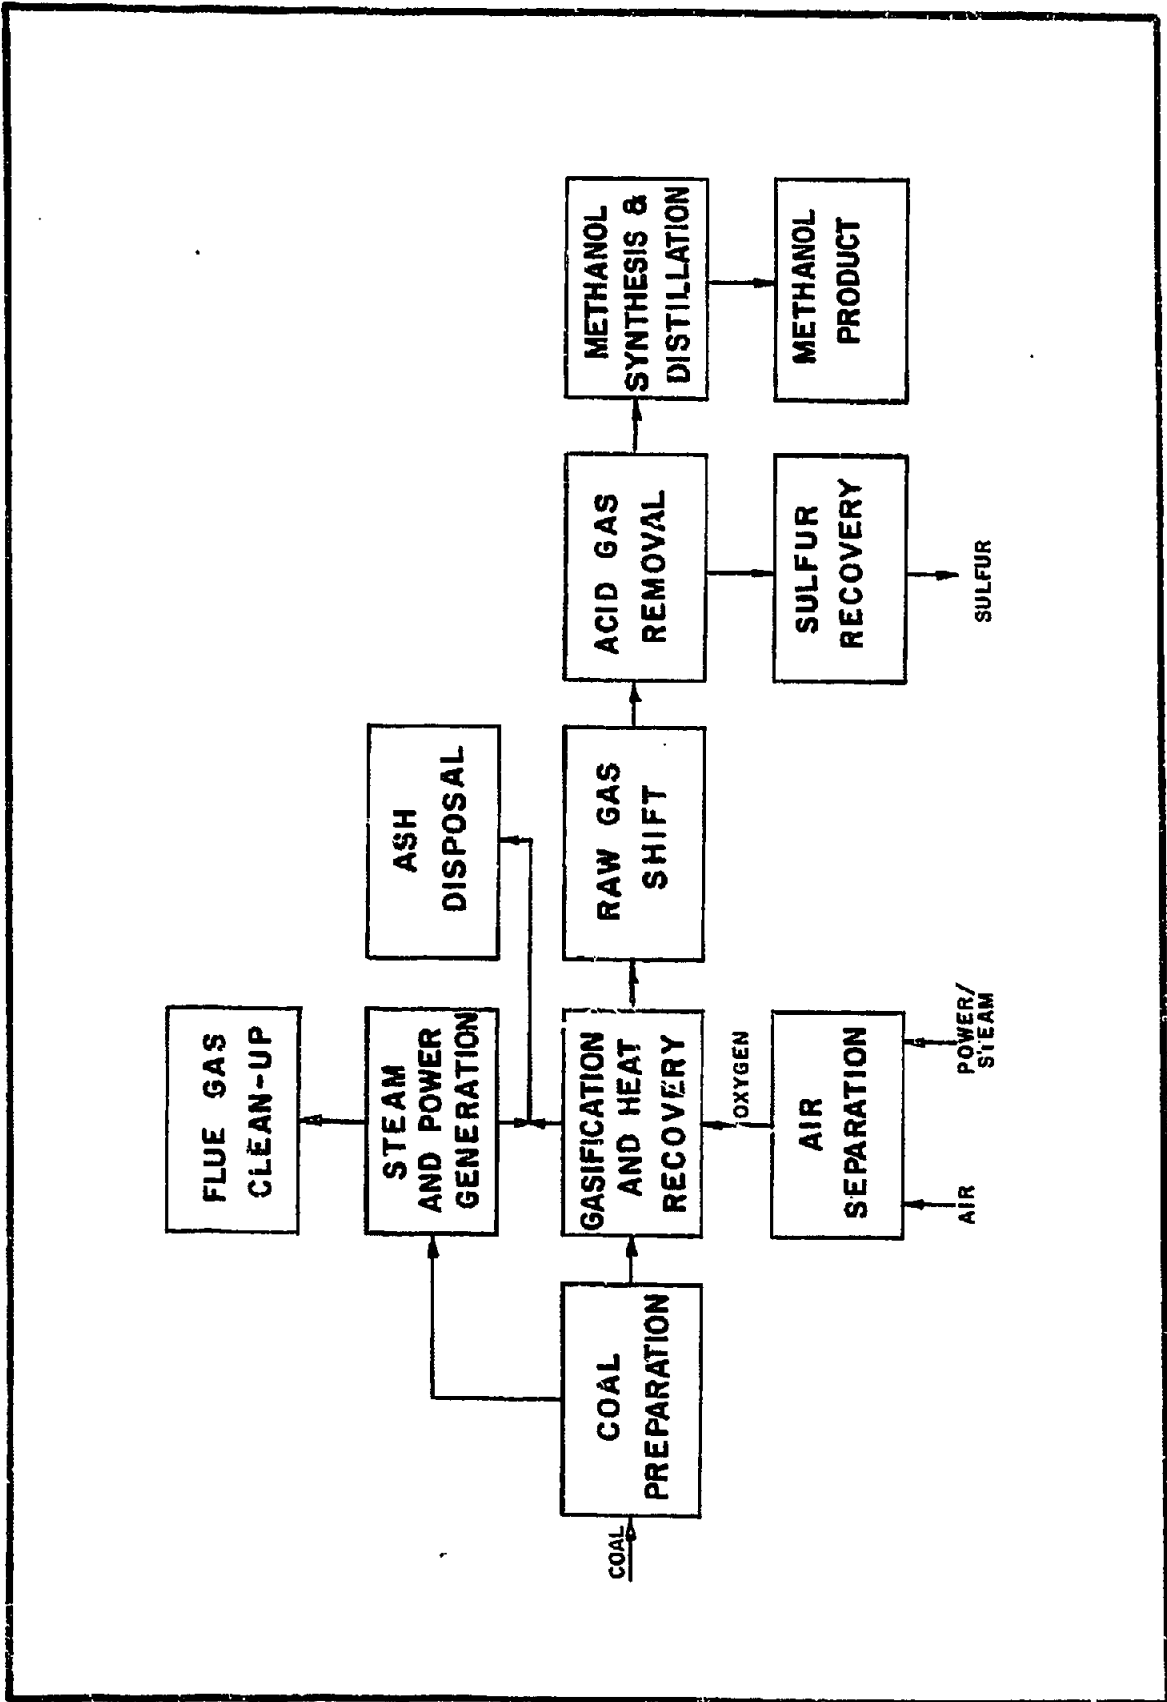 FLUE GAS
CLEAN-UP
STEAM
AND POWER
GENERATION
ASH
DISPOSAL
COAL
COAL
PREPARATION
GASIFICATION
AND HEAT
RECOVERY
RAW GAS
SHIFT
ACID GAS
REMOVAL
METHANOL
SYNTHESIS &
DISTILLATION
OXYGEN
AIR
SEPARATION
SULFUR
RECOVERY
METHANOL
PRODUCT
AIR
POWER/
STEAM
SULFUR